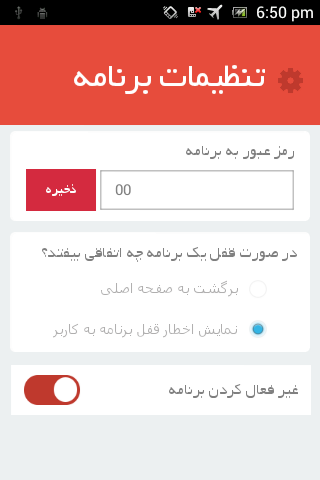 6:50 pm
تنظیمات برنامه
رمز عبور به برنامه
ذخیره
00
در صورت قفل یک برنامه چه اتفاقی بیفتد؟
برگشت به صفحه اصلی
نمایش اخطار قفل برنامه به کاربر
غیر فعال کردن برنامه